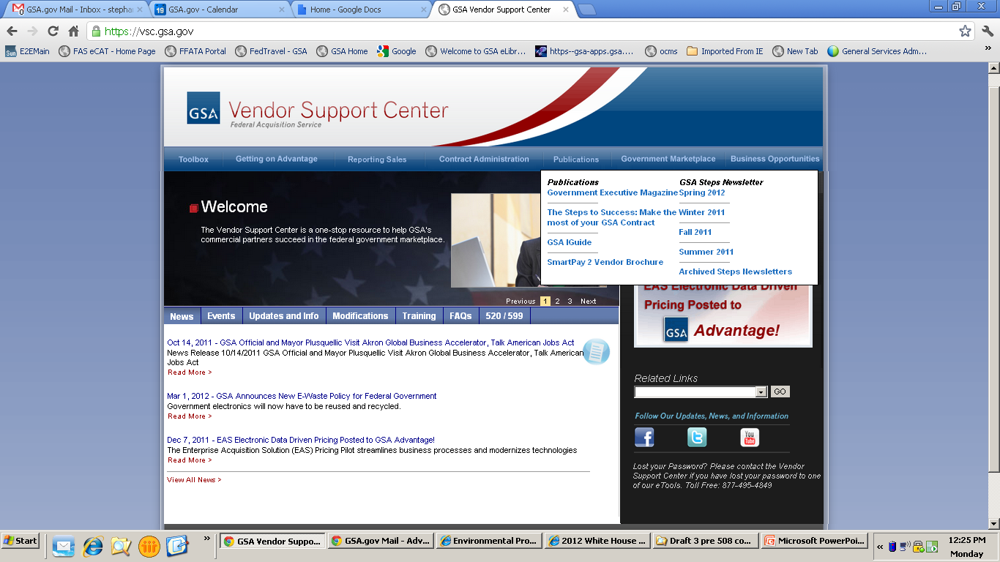 GSA.gov Mail - Inbox - stephan
19 GSA.gov - Calendar
Home - Google Docs
GSA Vendor Support Center
https://vsc.gsa.gov
E2EMain
FAS eCAT - Home Page
FFATA Portal
FedTravel - GSA
GSA Home
Google
Welcome to GSA eLibr...
https--gsa-apps.gsa....
ocms
Imported From IE
New Tab
General Services Adm...
GSA
Vendor Support Center
Federal Acquisition Service
Toolbox
Getting on Advantage
Reporting Sales
Contract Administration
Publications
Government Marketplace
Business Opportunities
Publications
Government Executive Magazine
The Steps to Success: Make the
most of your GSA Contract
GSA IGuide
SmartPay 2 Vendor Brochure
GSA Steps Newsletter
Spring 2012
Winter 2011
Fall 2011
Summer 2011
Archived Steps Newsletters
Welcome
The Vendor Support Center is a one-stop resource to help GSA's
commercial partners succeed in the federal government marketplace.
Previous 1 2 3 Next
EAS Electronic Data Driven
Pricing Posted to
GSA Advantage!
News
Events
Updates and Info
Modifications
Training
FAQs
520 / 599
Oct 14, 2011 - GSA Official and Mayor Plusquellic Visit Akron Global Business Accelerator, Talk American Jobs Act
News Release 10/14/2011 GSA Official and Mayor Plusquellic Visit Akron Global Business Accelerator, Talk American
Jobs Act
Read More >
Mar 1, 2012 - GSA Announces New E-Waste Policy for Federal Government
Government electronics will now have to be reused and recycled.
Read More >
Dec 7, 2011 - EAS Electronic Data Driven Pricing Posted to GSA Advantage!
The Enterprise Acquisition Solution (EAS) Pricing Pilot streamlines business processes and modernizes technologies
Read More >
View All News >
Related Links
GO
Follow Our Updates, News, and Information
You Tube
Lost your Password? Please contact the Vendor
Support Center if you have lost your password to one
of our eTools. Toll Free: 877-495-4849
Start
GSA Vendor Suppo...
GSA.gov Mail - Adv...
Environmental Pro...
2012 White House ...
Draft 3 pre 508 co...
Microsoft PowerPoi...
12:25 PM
Monday